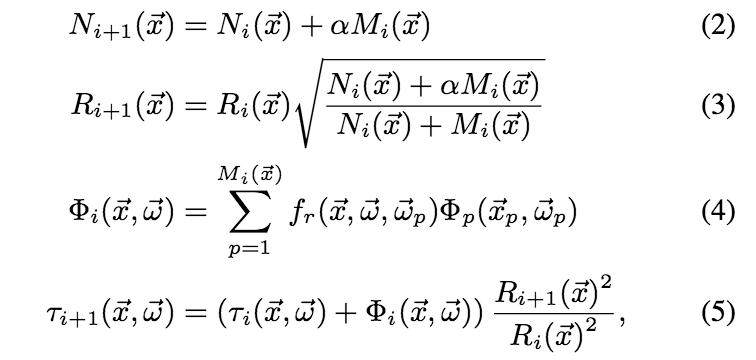 $N_{i+1}(\vec{x}) = N_i(\vec{x}) + \alpha M_i(\vec{x})$ (2)
$R_{i+1}(\vec{x}) = R_i(\vec{x}) \sqrt{\frac{N_i(\vec{x}) + \alpha M_i(\vec{x})}{N_i(\vec{x}) + M_i(\vec{x})}}$ (3)
$\Phi_i(\vec{x}, \vec{\omega}) = \sum_{p=1}^{M_i(\vec{x})} f_r(\vec{x}, \vec{\omega}, \vec{\omega}_p) \Phi_p(\vec{x}_p, \vec{\omega}_p)$ (4)
$\tau_{i+1}(\vec{x}, \vec{\omega}) = (\tau_i(\vec{x}, \vec{\omega}) + \Phi_i(\vec{x}, \vec{\omega})) \frac{R_{i+1}(\vec{x})^2}{R_i(\vec{x})^2},$ (5)